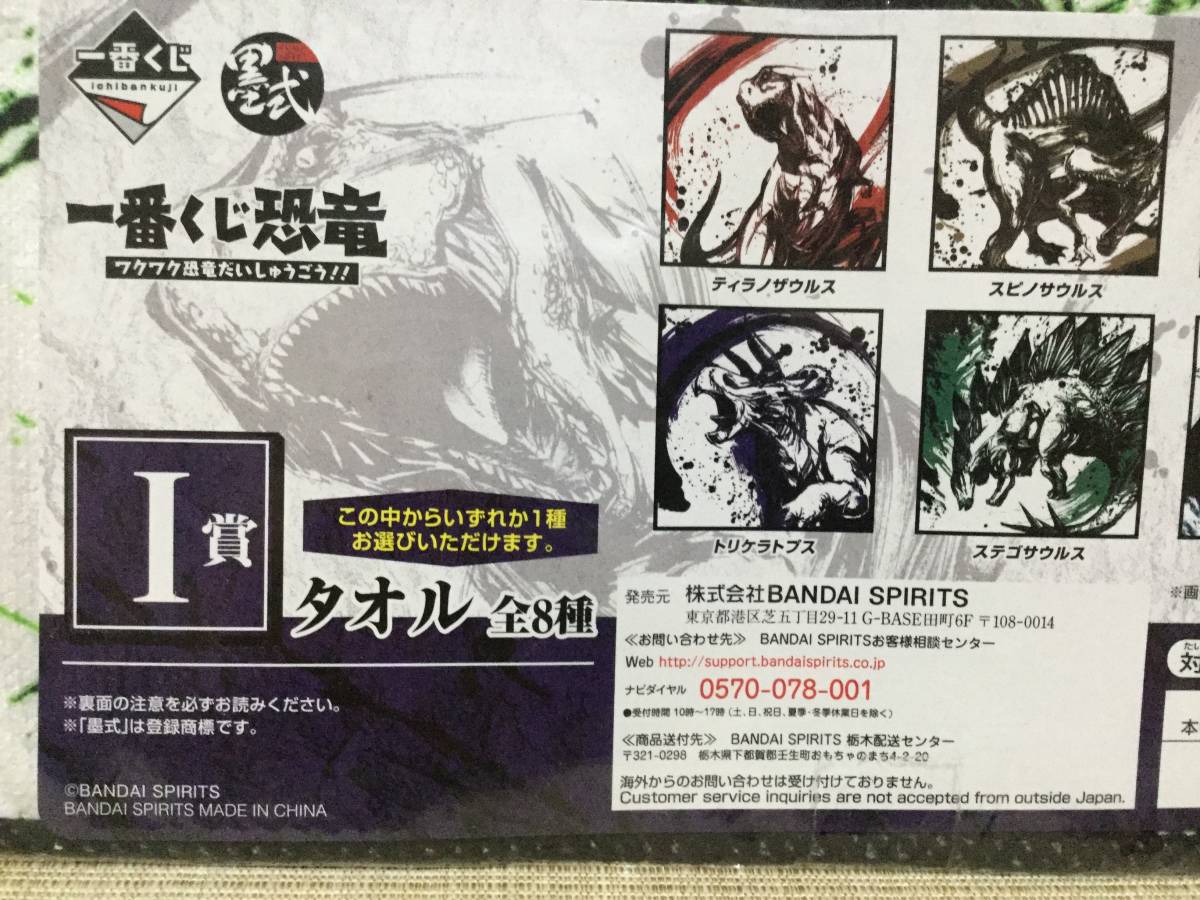 一番くじ
ichibankuji
墨式
一番くじ恐竜
ワクワク恐竜だいしゅうごう!!
ティラノザウルス
スピノサウルス
トリケラトプス
ステゴサウルス
I賞
この中からいずれか1種
お選びいただけます。
タオル 全8種
※裏面の注意を必ずお読みください。
※「墨式」は登録商標です。
©BANDAI SPIRITS
BANDAI SPIRITS MADE IN CHINA
発売元 株式会社BANDAI SPIRITS
東京都港区芝五丁目29-11 G-BASE田町6F 〒108-0014
≪お問い合わせ先≫ BANDAI SPIRITSお客様相談センター
Web http://support.bandaispirits.co.jp
ナビダイヤル 0570-078-001
●受付時間 10時~17時(土、日、祝日、夏季・冬季休業日を除く)
≪商品送付先≫ BANDAI SPIRITS 栃木配送センター
〒321-0298 栃木県下都賀郡壬生町おもちゃのまち4-2-20
海外からのお問い合わせは受け付けておりません。
Customer service inquiries are not accepted from outside Japan.
※画
対
本